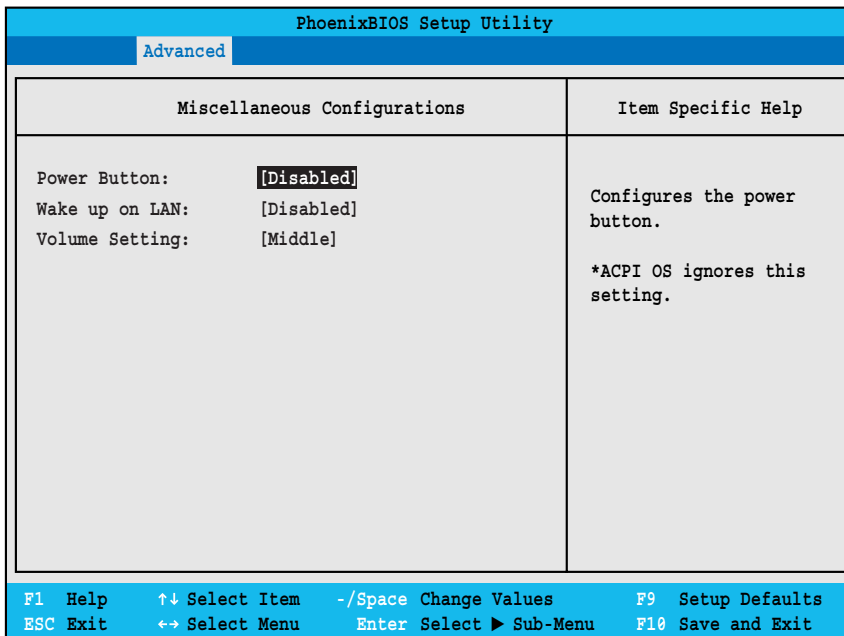 PhoenixBIOS Setup Utility
Advanced
Miscellaneous Configurations
Item Specific Help
Power Button: [Disabled]
Wake up on LAN: [Disabled]
Volume Setting: [Middle]
Configures the power
button.
*ACPI OS ignores this
setting.
F1 Help ↑↓ Select Item -/Space Change Values F9 Setup Defaults
ESC Exit ←→ Select Menu Enter Select ▶ Sub-Menu F10 Save and Exit